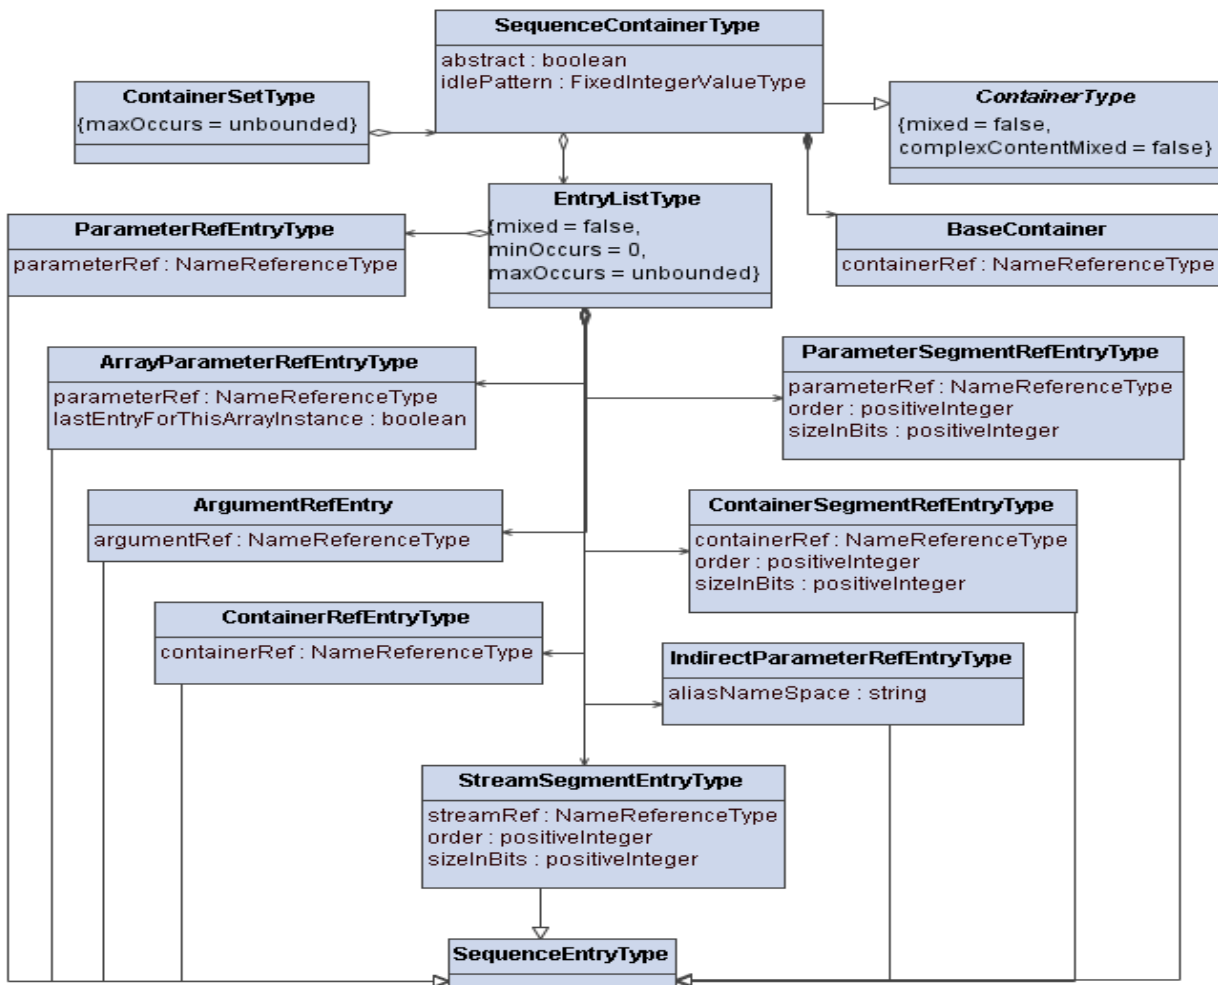 SequenceContainerType
abstract : boolean
idlePattern : FixedIntegerValueType
ContainerSetType
{maxOccurs = unbounded}
ContainerType
{mixed = false,
complexContentMixed = false}
EntryListType
{mixed = false,
minOccurs = 0,
maxOccurs = unbounded}
ParameterRefEntryType
parameterRef : NameReferenceType
BaseContainer
containerRef : NameReferenceType
ArrayParameterRefEntryType
parameterRef : NameReferenceType
lastEntryForThisArrayInstance : boolean
ParameterSegmentRefEntryType
parameterRef : NameReferenceType
order : positiveInteger
sizeInBits : positiveInteger
ArgumentRefEntry
argumentRef : NameReferenceType
ContainerSegmentRefEntryType
containerRef : NameReferenceType
order : positiveInteger
sizeInBits : positiveInteger
ContainerRefEntryType
containerRef : NameReferenceType
IndirectParameterRefEntryType
aliasNameSpace : string
StreamSegmentEntryType
streamRef : NameReferenceType
order : positiveInteger
sizeInBits : positiveInteger
SequenceEntryType